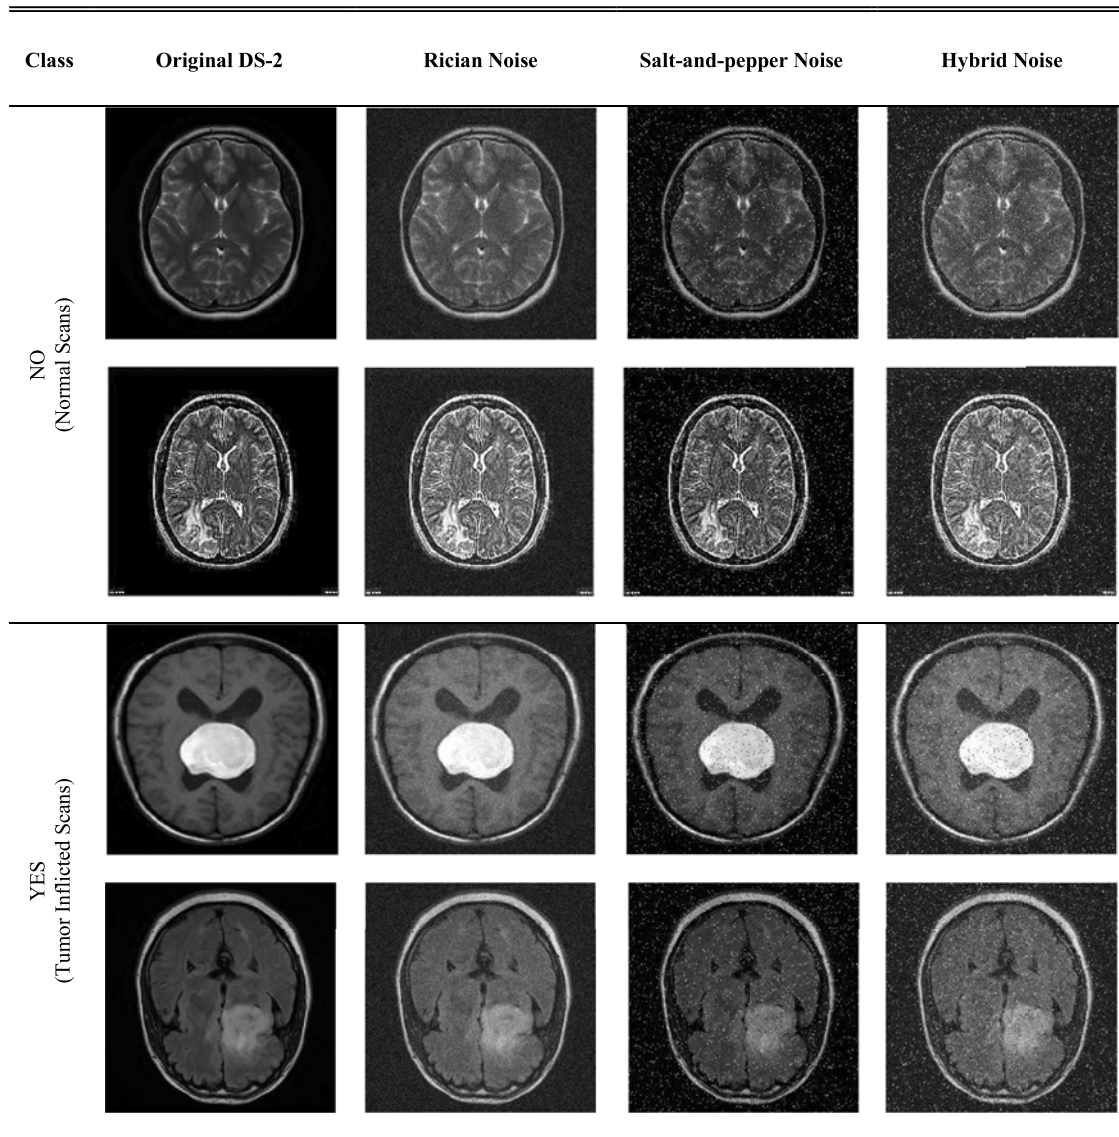 Class Original DS-2 Rician Noise Salt-and-pepper Noise Hybrid Noise
NO
(Normal Scans)
YES
(Tumor Inflicted Scans)